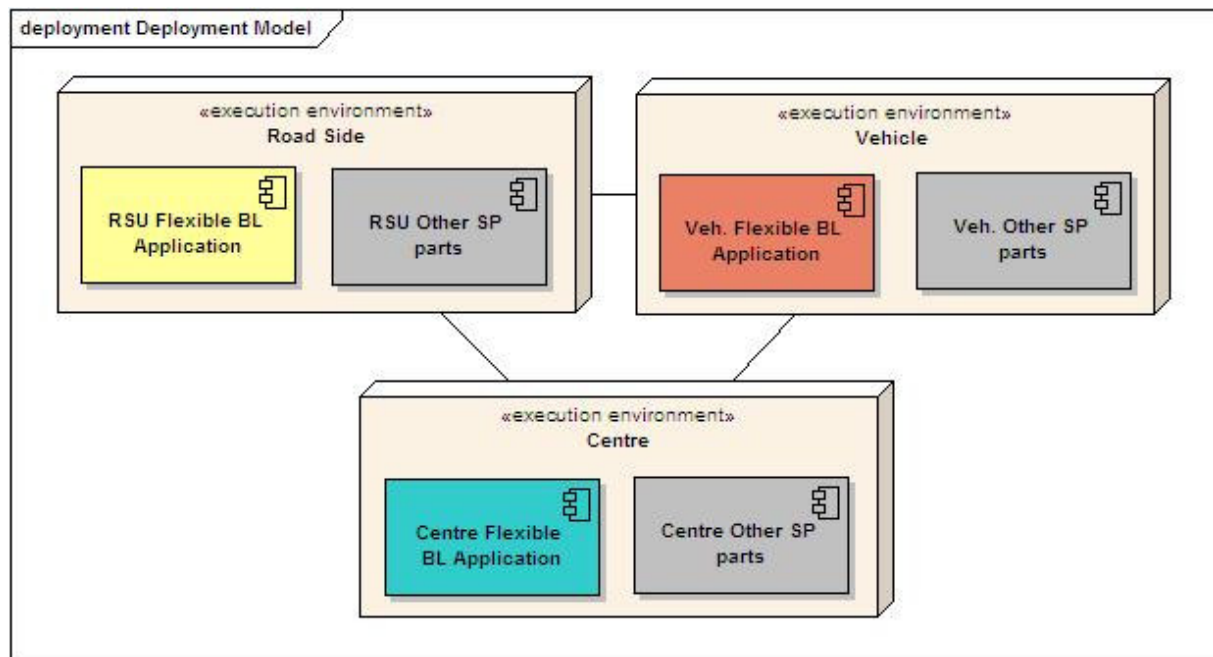 deployment Deployment Model
«execution environment»
Road Side
RSU Flexible BL
Application
RSU Other SP
parts
«execution environment»
Vehicle
Veh. Flexible BL
Application
Veh. Other SP
parts
«execution environment»
Centre
Centre Flexible
BL Application
Centre Other SP
parts